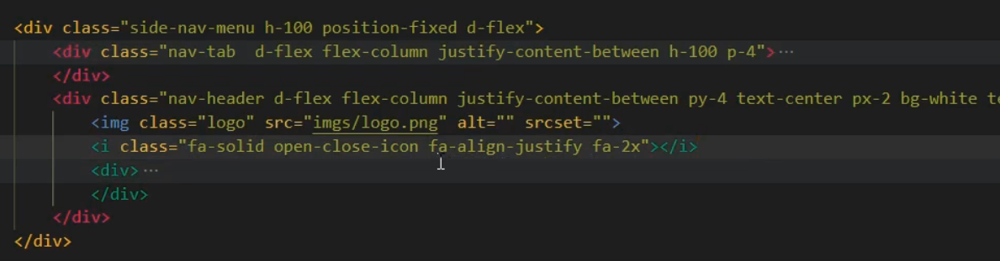 <div class="side-nav-menu h-100 position-fixed d-flex">
<div class="nav-tab  d-flex flex-column justify-content-between h-100 p-4">···
</div>
<div class="nav-header d-flex flex-column justify-content-between py-4 text-center px-2 bg-white
<img class="logo" src="imgs/logo.png" alt="" srcset="">
<i class="fa-solid open-close-icon fa-align-justify fa-2x"></i>
<div>···
</div>
</div>
</div>